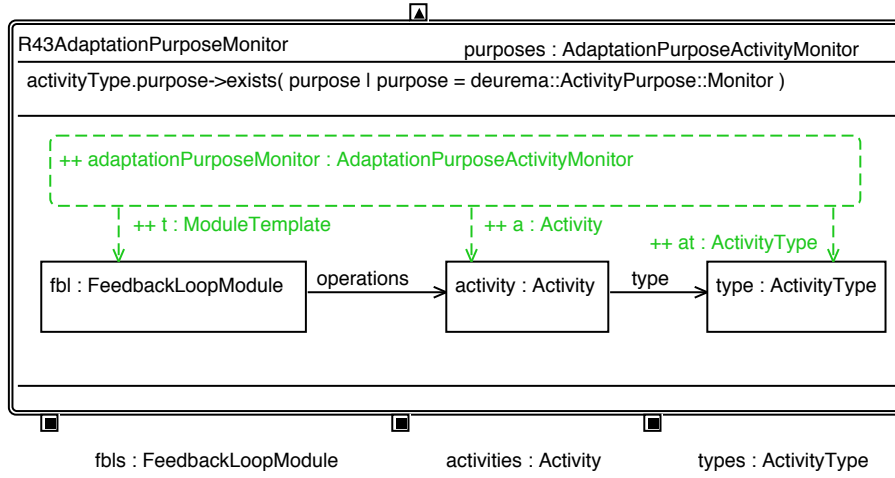 R43AdaptationPurposeMonitor
purposes : AdaptationPurposeActivityMonitor
activityType.purpose->exists( purpose | purpose = deurema::ActivityPurpose::Monitor )
++ adaptationPurposeMonitor : AdaptationPurposeActivityMonitor
++ t : ModuleTemplate
++ a : Activity
++ at : ActivityType
fbl : FeedbackLoopModule
operations
activity : Activity
type
type : ActivityType
fbls : FeedbackLoopModule
activities : Activity
types : ActivityType